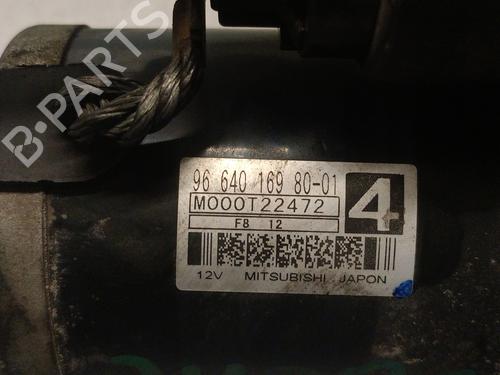 B-PARTS
96 640 169 80-01
M000T22472
4
F8 12
12V MITSUBISHI JAPON